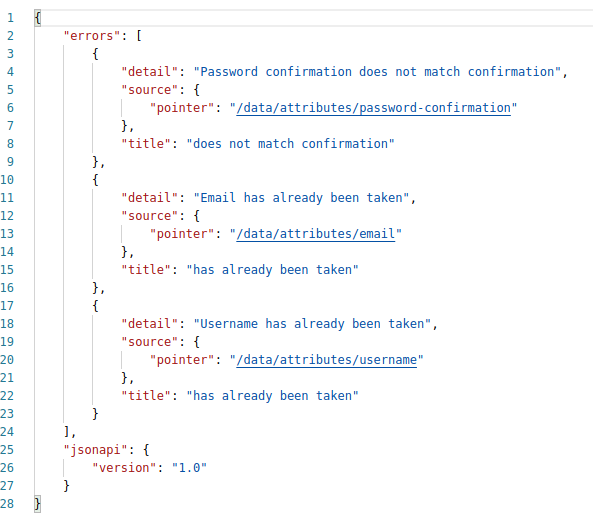 1 {
2     "errors": [
3         {
4             "detail": "Password confirmation does not match confirmation",
5             "source": {
6                 "pointer": "/data/attributes/password-confirmation"
7             },
8             "title": "does not match confirmation"
9         },
10         {
11             "detail": "Email has already been taken",
12             "source": {
13                 "pointer": "/data/attributes/email"
14             },
15             "title": "has already been taken"
16         },
17         {
18             "detail": "Username has already been taken",
19             "source": {
20                 "pointer": "/data/attributes/username"
21             },
22             "title": "has already been taken"
23         }
24     ],
25     "jsonapi": {
26         "version": "1.0"
27     }
28 }